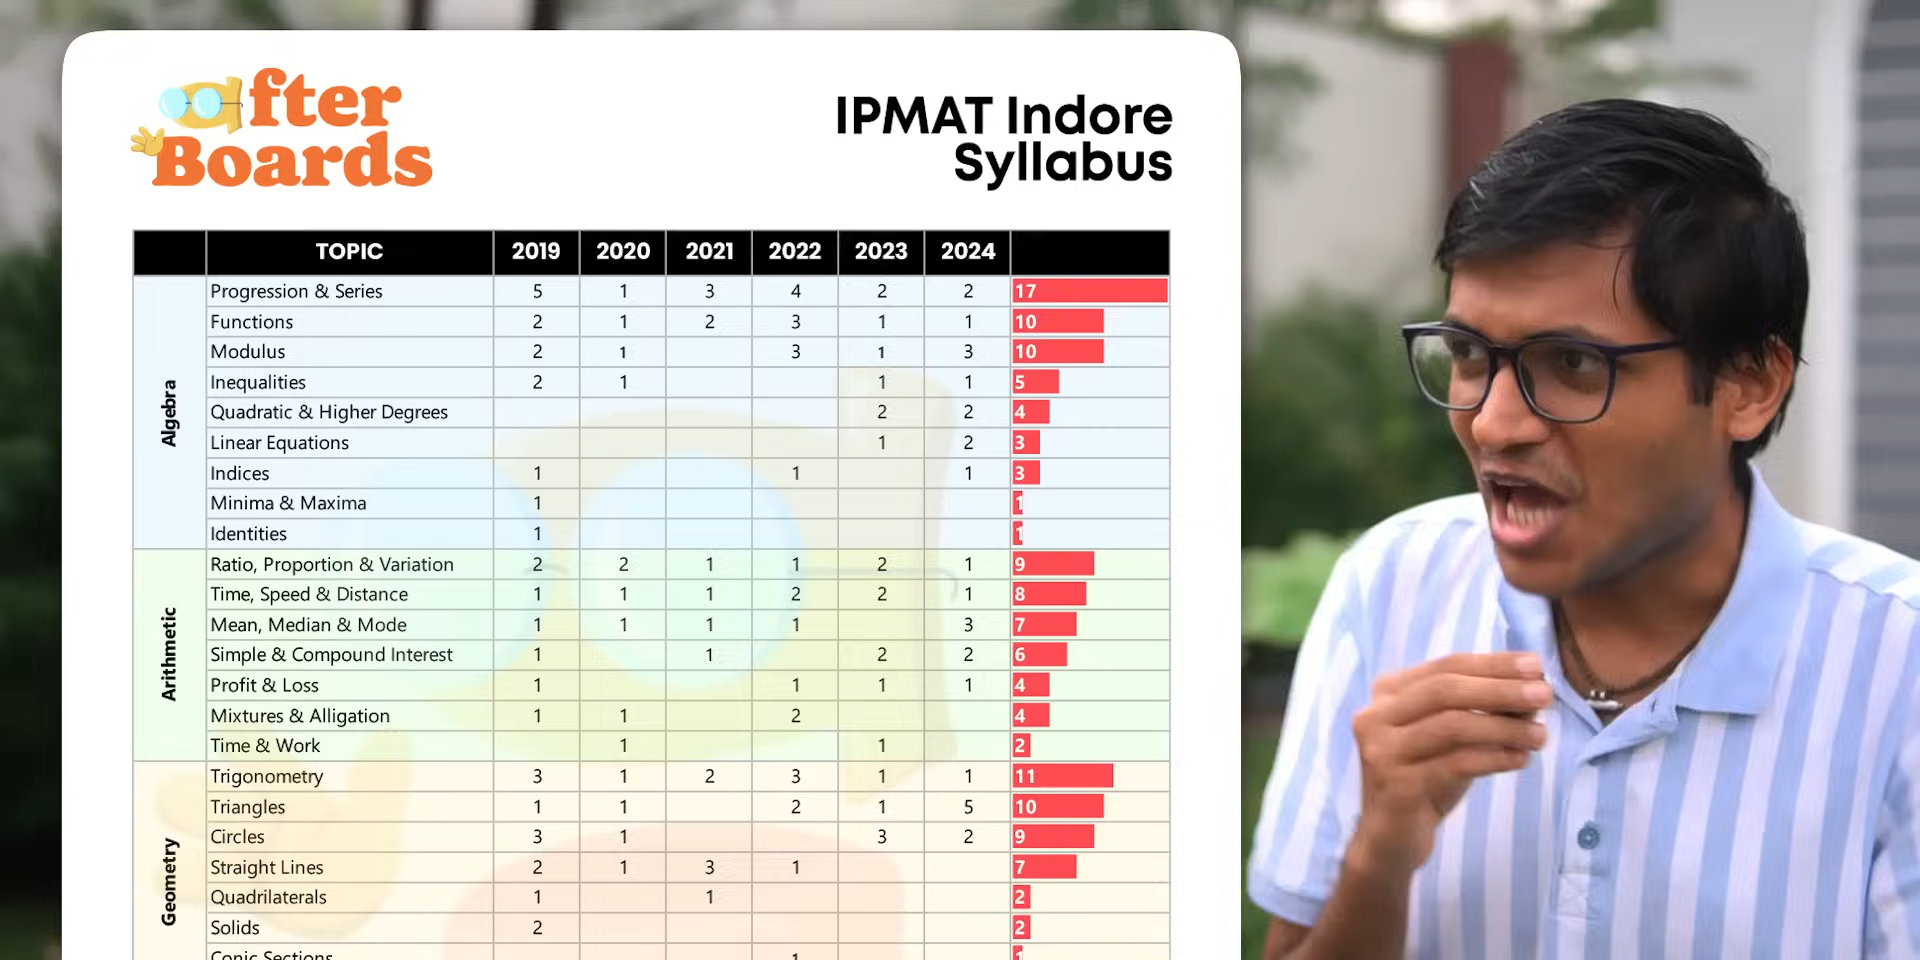 after
Boards
IPMAT Indore
Syllabus
TOPIC 2019 2020 2021 2022 2023 2024
Algebra
Progression & Series 5 1 3 4 2 2 17
Functions 2 1 2 3 1 1 10
Modulus 2 1 3 1 3 10
Inequalities 2 1 1 1 5
Quadratic & Higher Degrees 2 2 4
Linear Equations 1 2 3
Indices 1 1 1 3
Minima & Maxima 1 1
Identities 1 1
Arithmetic
Ratio, Proportion & Variation 2 2 1 1 2 1 9
Time, Speed & Distance 1 1 1 2 2 1 8
Mean, Median & Mode 1 1 1 1 3 7
Simple & Compound Interest 1 1 2 2 6
Profit & Loss 1 1 1 1 4
Mixtures & Alligation 1 1 2 4
Time & Work 1 1 2
Geometry
Trigonometry 3 1 2 3 1 1 11
Triangles 1 1 2 1 5 10
Circles 3 1 3 2 9
Straight Lines 2 1 3 1 7
Quadrilaterals 1 1 2
Solids 2 2
Conic Sections 1 1